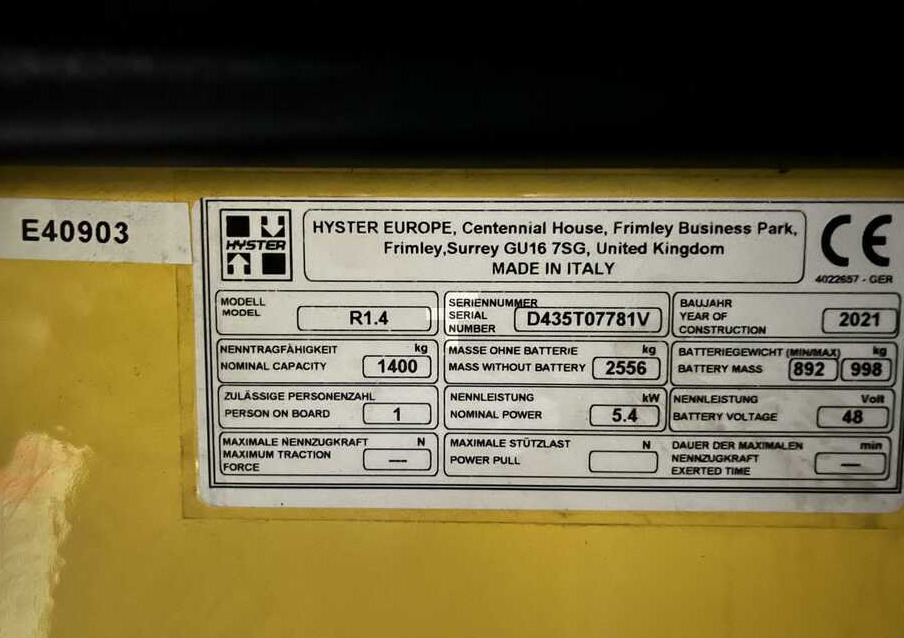 E40903
HYSTER
HYSTER EUROPE, Centennial House, Frimley Business Park,
Frimley,Surrey GU16 7SG, United Kingdom
MADE IN ITALY
CE
4022657 - GER
MODELL
MODEL
R1.4
SERIENNUMMER
SERIAL
NUMBER
D435T07781V
BAUJAHR
YEAR OF
CONSTRUCTION
2021
NENNTRAGFÄHIGKEIT kg
NOMINAL CAPACITY 1400
MASSE OHNE BATTERIE kg
MASS WITHOUT BATTERY 2556
BATTERIEGEWICHT (MIN/MAX) kg
BATTERY MASS 892 998
ZULÄSSIGE PERSONENZAHL
PERSON ON BOARD 1
NENNLEISTUNG kW
NOMINAL POWER 5.4
NENNLEISTUNG Volt
BATTERY VOLTAGE 48
MAXIMALE NENNZUGKRAFT N
MAXIMUM TRACTION
FORCE —
MAXIMALE STÜTZLAST N
POWER PULL
DAUER DER MAXIMALEN min
NENNZUGKRAFT
EXERTED TIME —